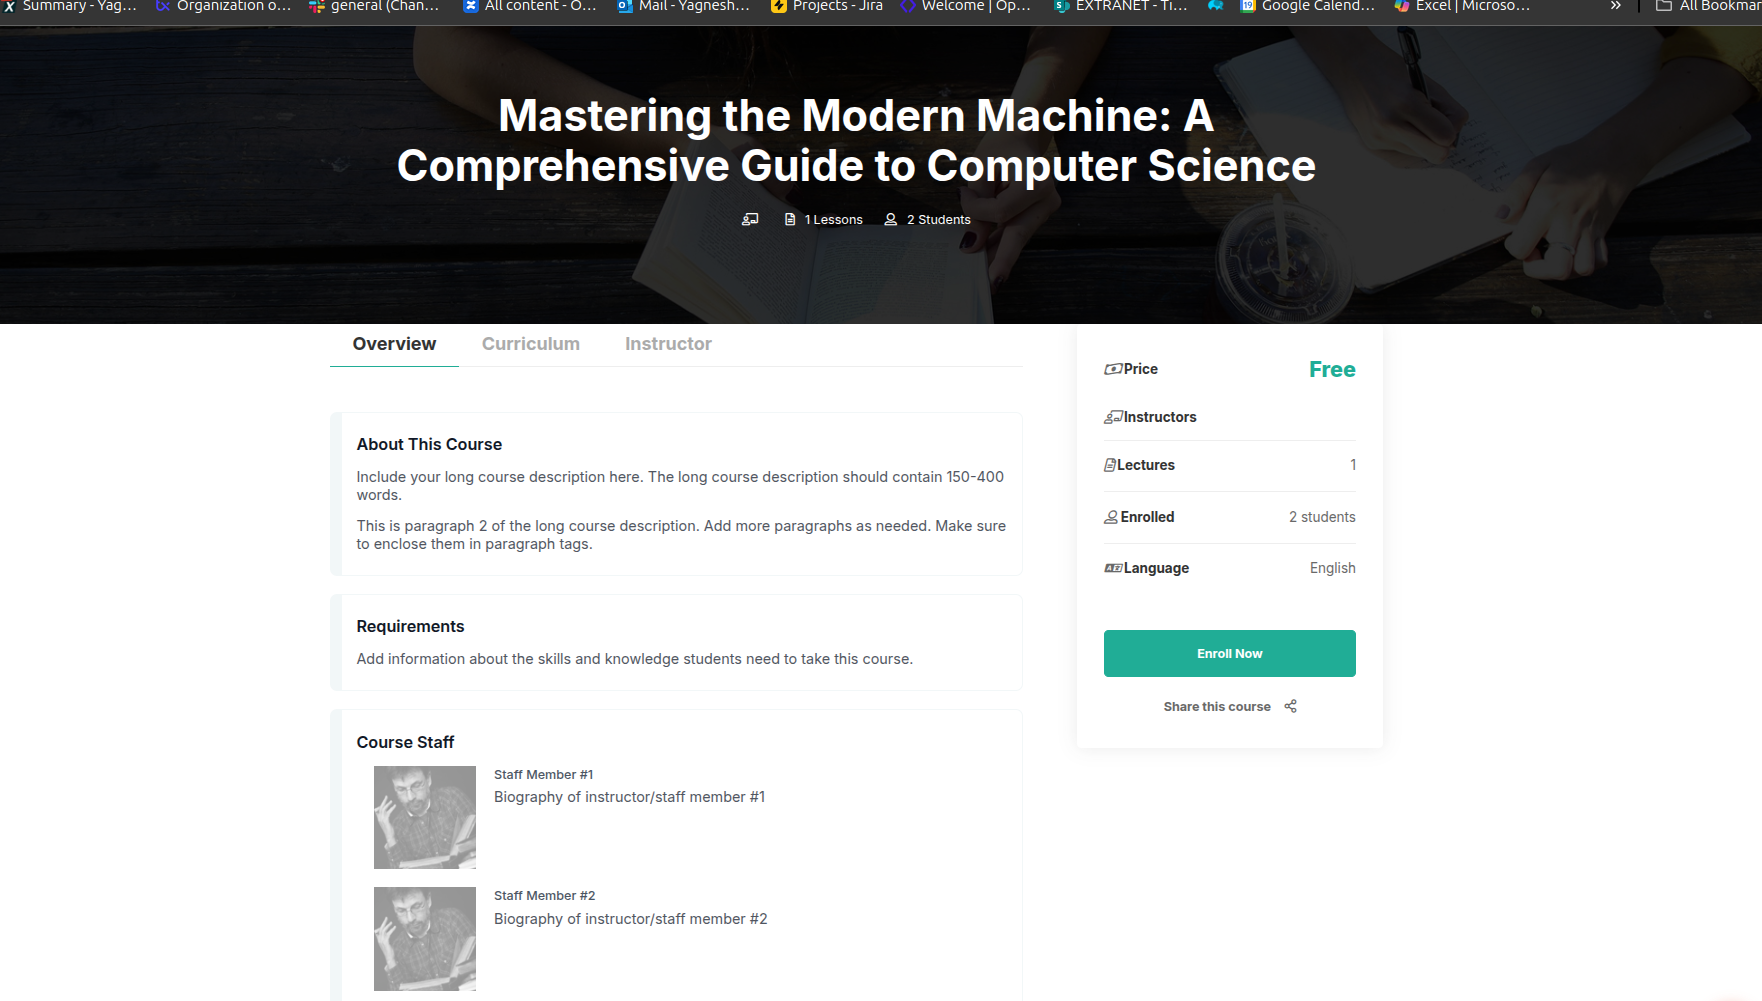 Summary - Yag...
Organization o...
general (Chan...
All content - O...
Mail - Yagnesh...
Projects - Jira
Welcome | Op...
EXTRANET - Ti...
Google Calend...
Excel | Microso...
All Bookmar
Mastering the Modern Machine: A
Comprehensive Guide to Computer Science
1 Lessons
2 Students
Overview
Curriculum
Instructor
About This Course
Include your long course description here. The long course description should contain 150-400
words.
This is paragraph 2 of the long course description. Add more paragraphs as needed. Make sure
to enclose them in paragraph tags.
Requirements
Add information about the skills and knowledge students need to take this course.
Course Staff
Staff Member #1
Biography of instructor/staff member #1
Staff Member #2
Biography of instructor/staff member #2
Price Free
Instructors
Lectures 1
Enrolled 2 students
Language English
Enroll Now
Share this course